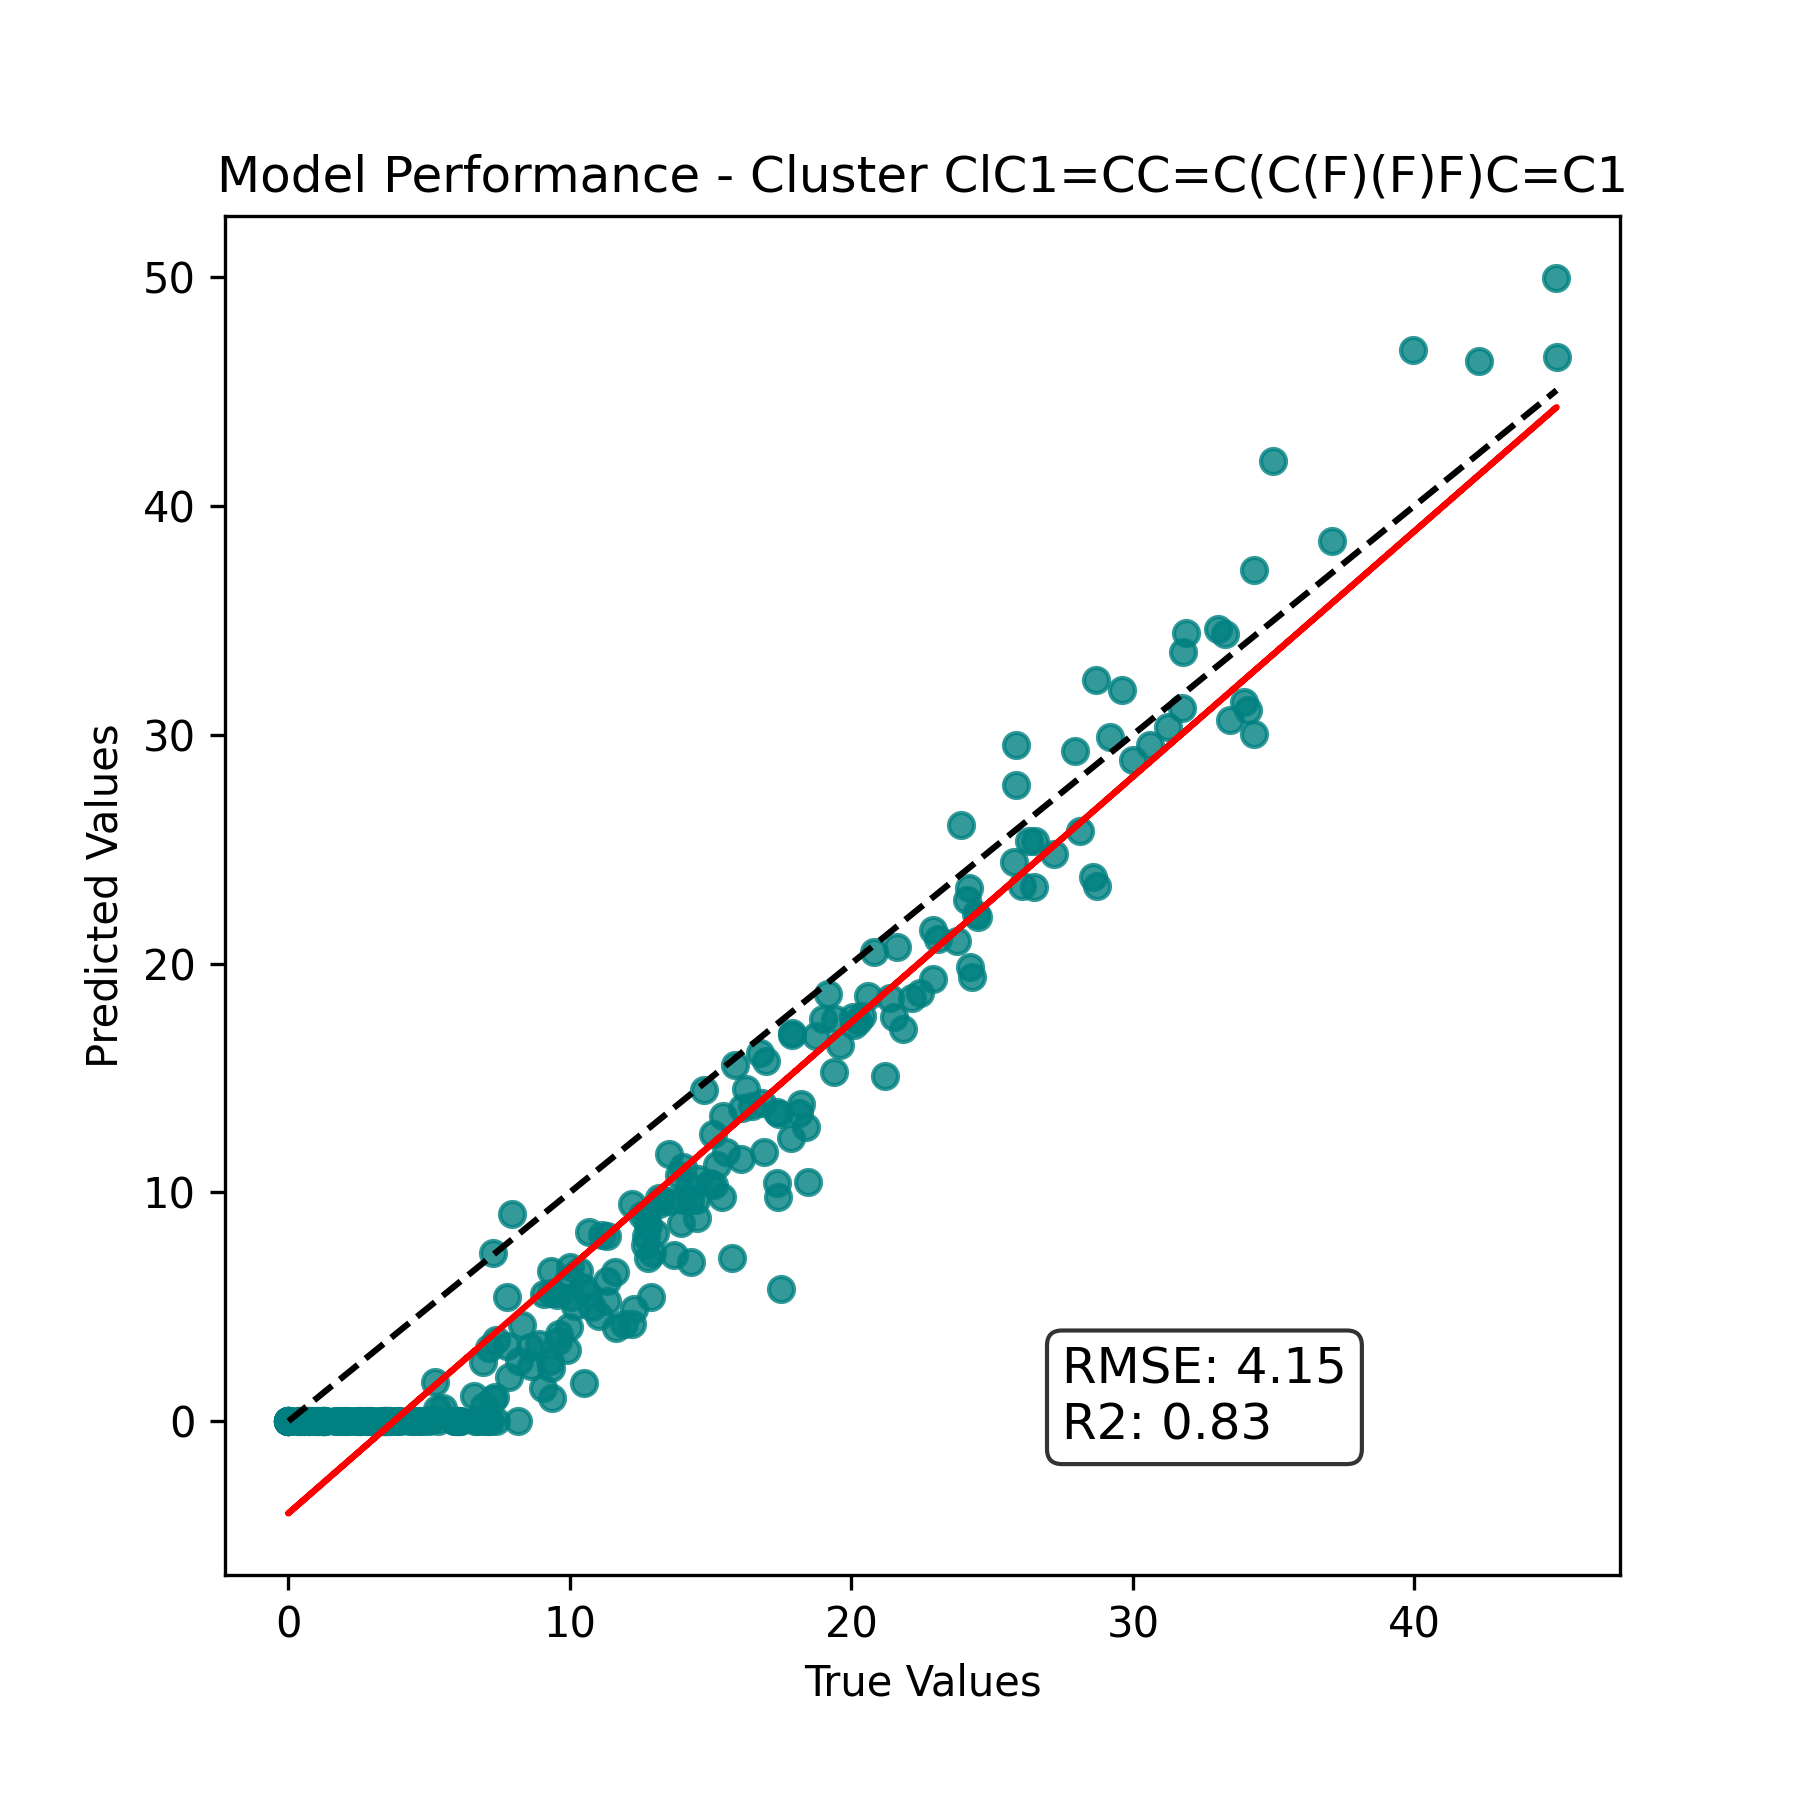 Model Performance - Cluster ClC1=CC=C(C(F)(F)F)C=C1
50
40
30
20
10
0
Predicted Values
RMSE: 4.15
R2: 0.83
0 10 20 30 40
True Values